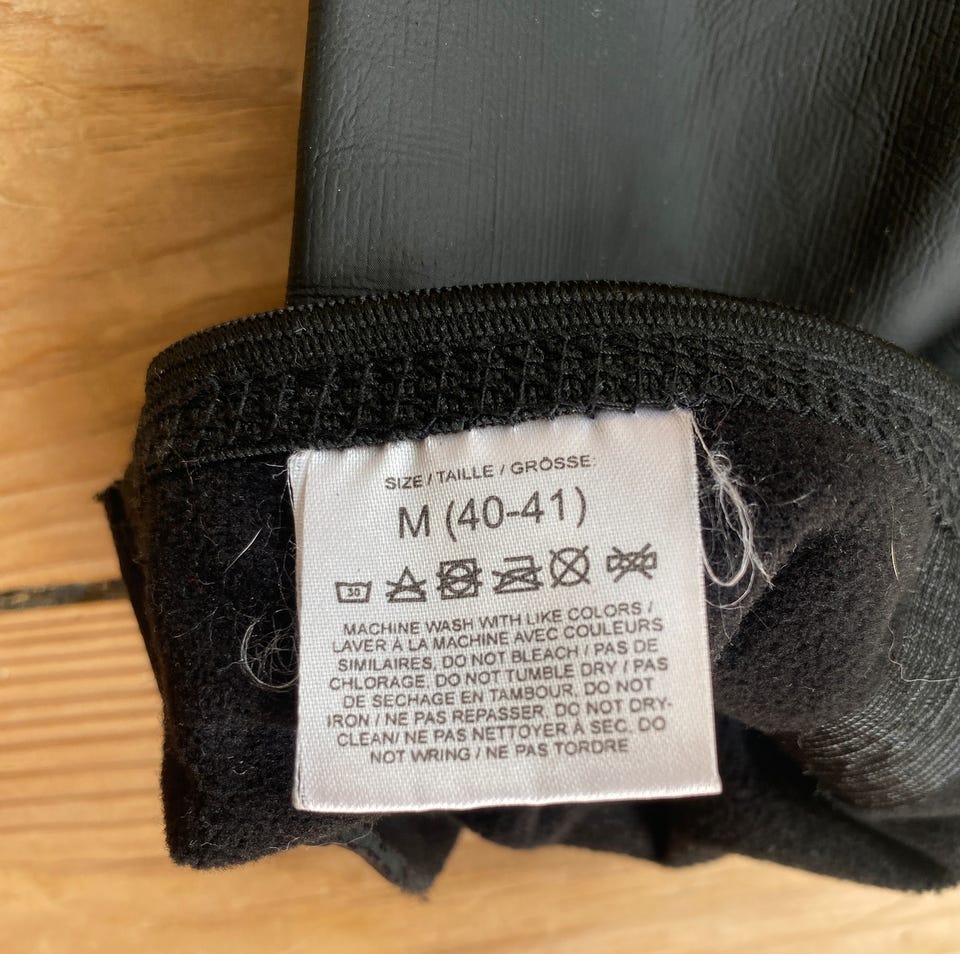 SIZE / TAILLE / GRÖSSE:
M (40-41)
30
MACHINE WASH WITH LIKE COLORS /
LAVER À LA MACHINE AVEC COULEURS
SIMILAIRES, DO NOT BLEACH / PAS DE
CHLORAGE, DO NOT TUMBLE DRY / PAS
DE SECHAGE EN TAMBOUR, DO NOT
IRON / NE PAS REPASSER, DO NOT DRY-
CLEAN/ NE PAS NETTOYER À SEC, DO
NOT WRING / NE PAS TORDRE